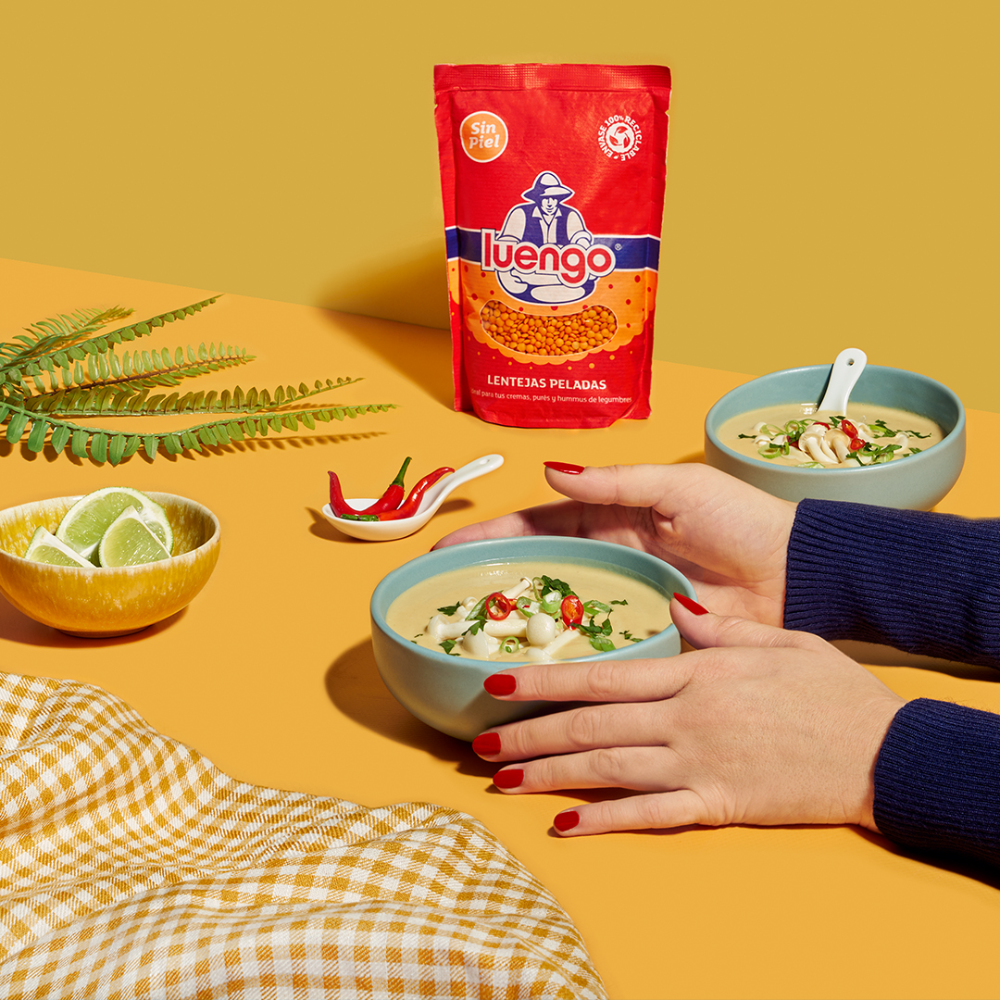 Sin
Piel
ENVASE 100% RECICLABLE
luengo®
LENTEJAS PELADAS
para tus cremas, purés y hummus de legumbres